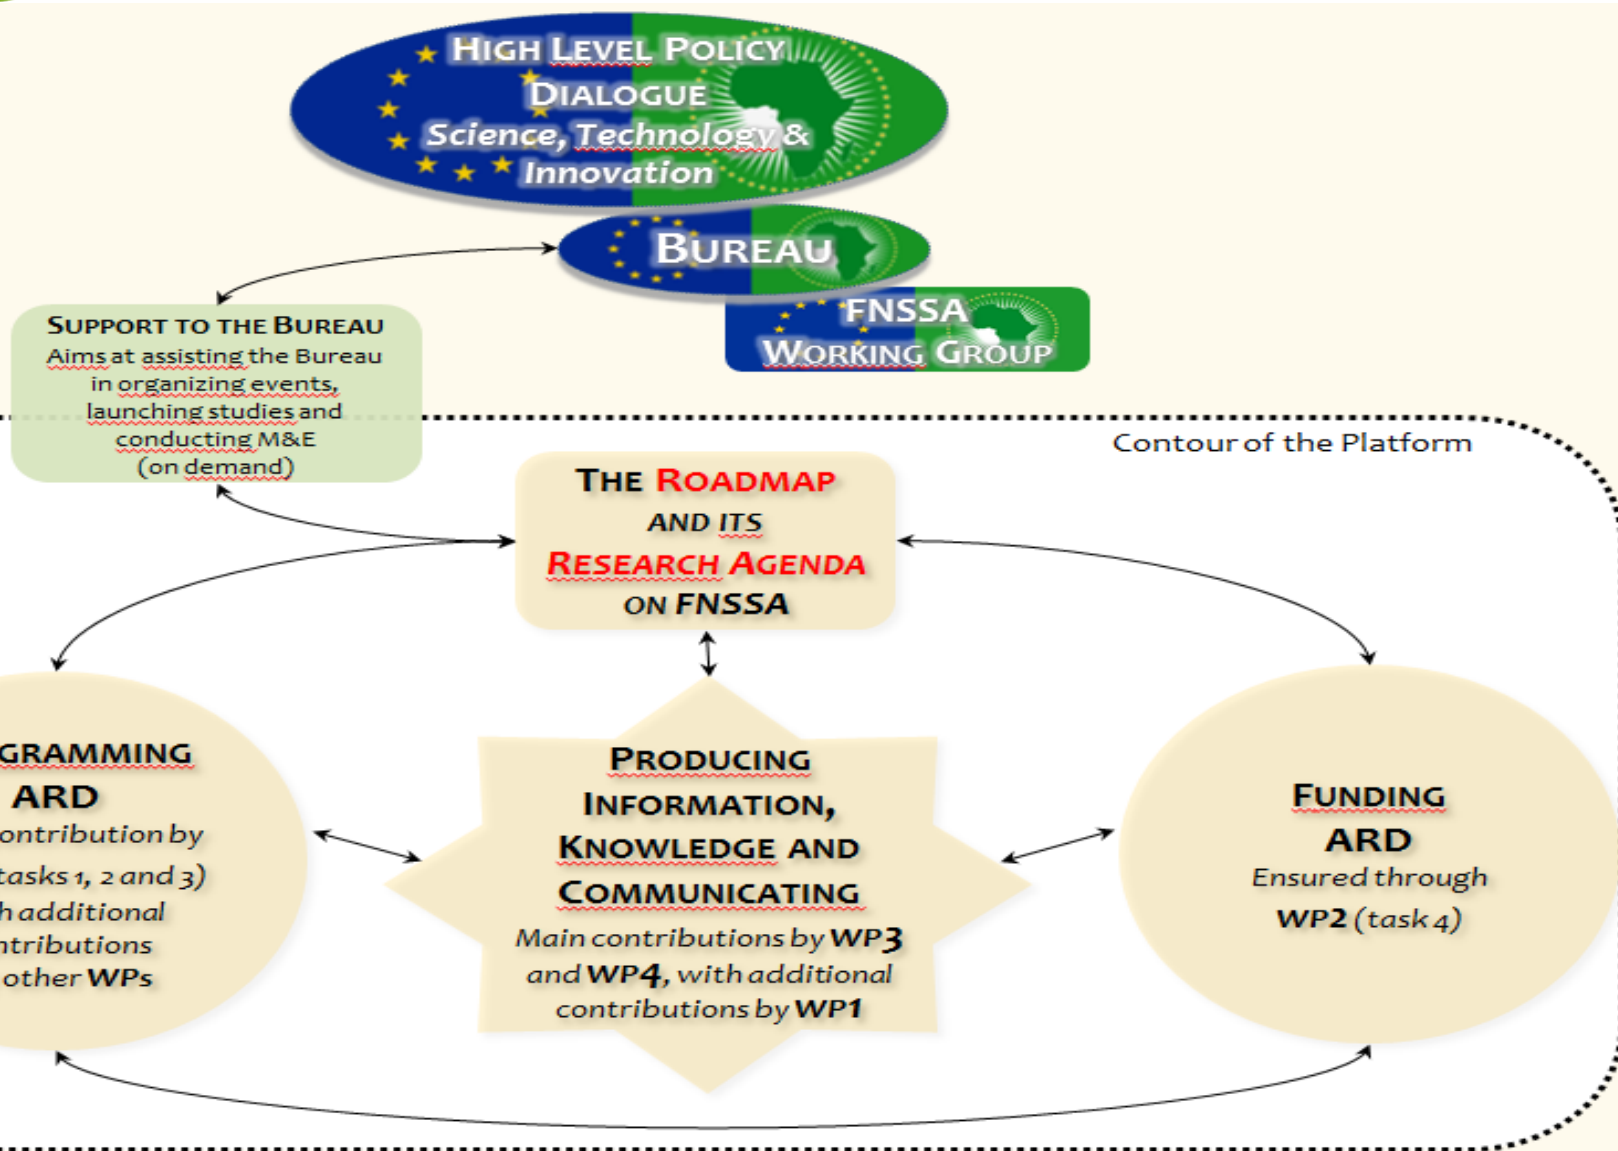 HIGH LEVEL POLICY
DIALOGUE
Science, Technology &
Innovation
BUREAU
FNSSA
WORKING GROUP
SUPPORT TO THE BUREAU
Aims at assisting the Bureau
in organizing events,
launching studies and
conducting M&E
(on demand)
Contour of the Platform
THE ROADMAP
AND ITS
RESEARCH AGENDA
ON FNSSA
GRAMMING
ARD
ontribution by
tasks 1, 2 and 3)
h additional
ntributions
other WPs
PRODUCING
INFORMATION,
KNOWLEDGE AND
COMMUNICATING
Main contributions by WP3
and WP4, with additional
contributions by WP1
FUNDING
ARD
Ensured through
WP2 (task 4)